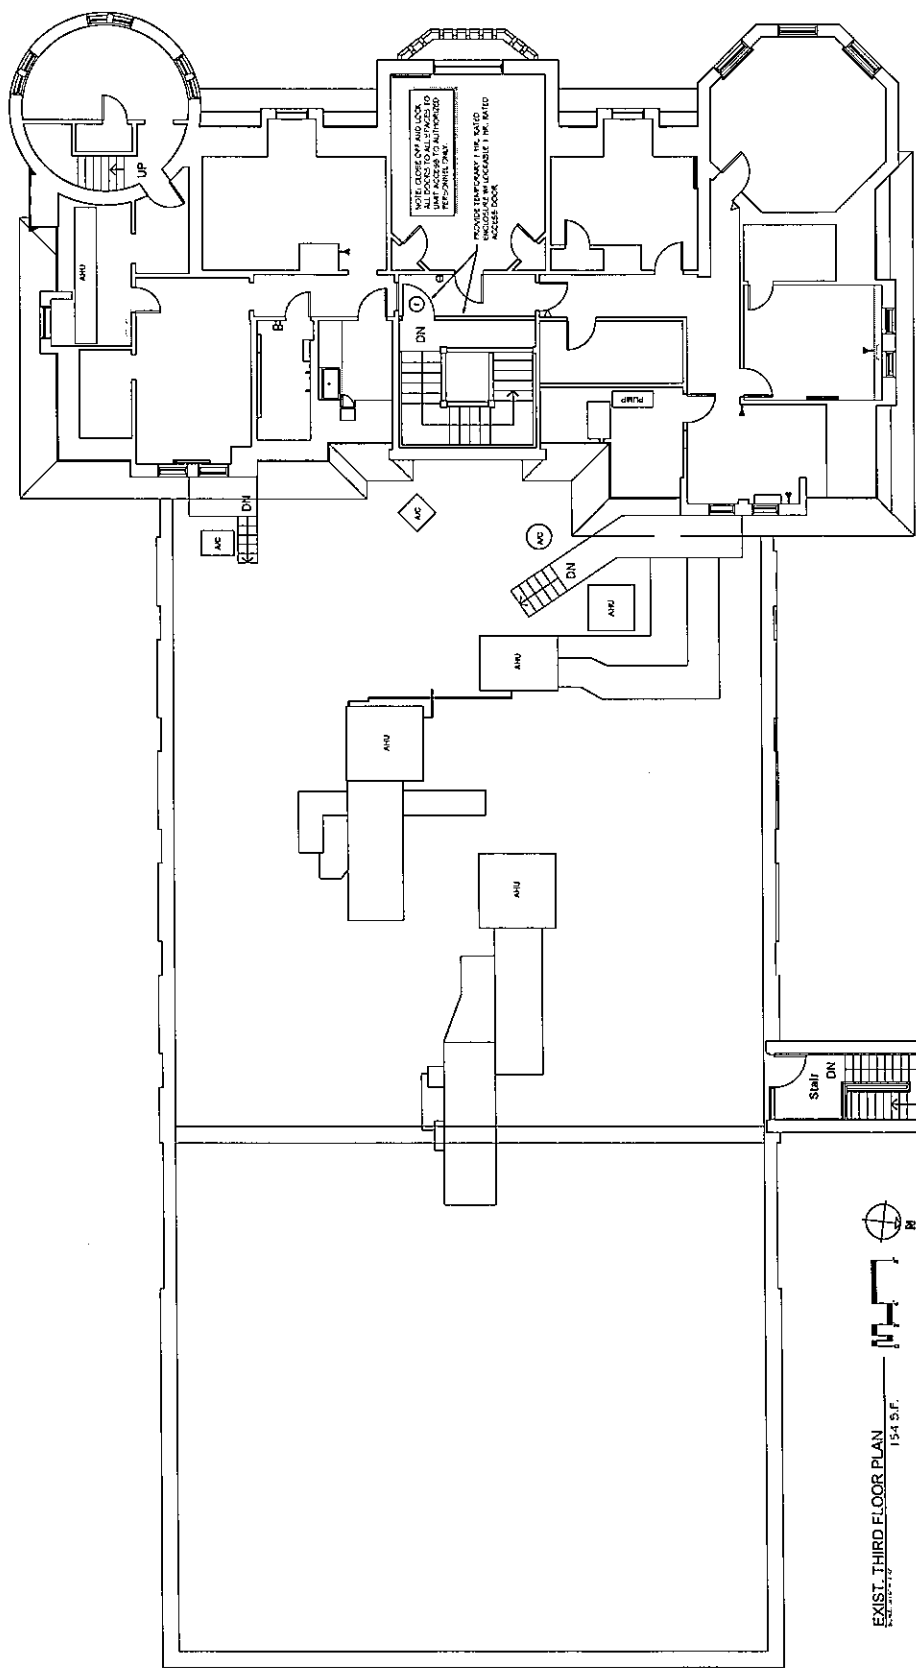 UP
AHU
NOTE: CLOSE OFF AND LOCK
ALL DOORS TO ALL SPACES TO
LIMIT ACCESS TO AUTHORIZED
PERSONNEL ONLY.
PROVIDE TEMPORARY 1 HR. RATED
ENCLOSURE W/ LOCKABLE 1 HR. RATED
ACCESS DOOR
DN
PUMP
DN
A/C
A/C
A/C
DN
AHU
AHU
AHU
AHU
Stair
DN
EXIST. THIRD FLOOR PLAN
154 S.F.